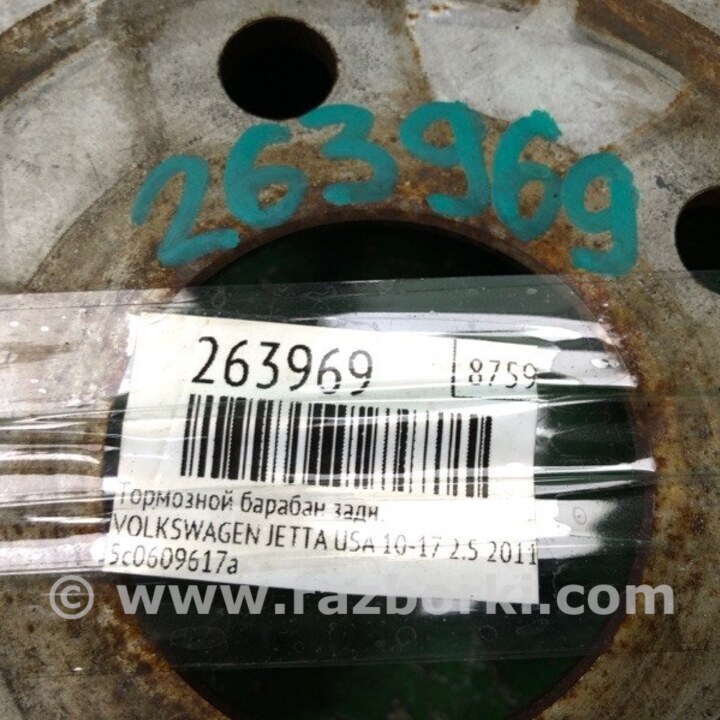 263969
263969
8759
Тормозной барабан задн.
VOLKSWAGEN JETTA USA 10-17 2.5 2011
5c0609617a
© www.razborki.com